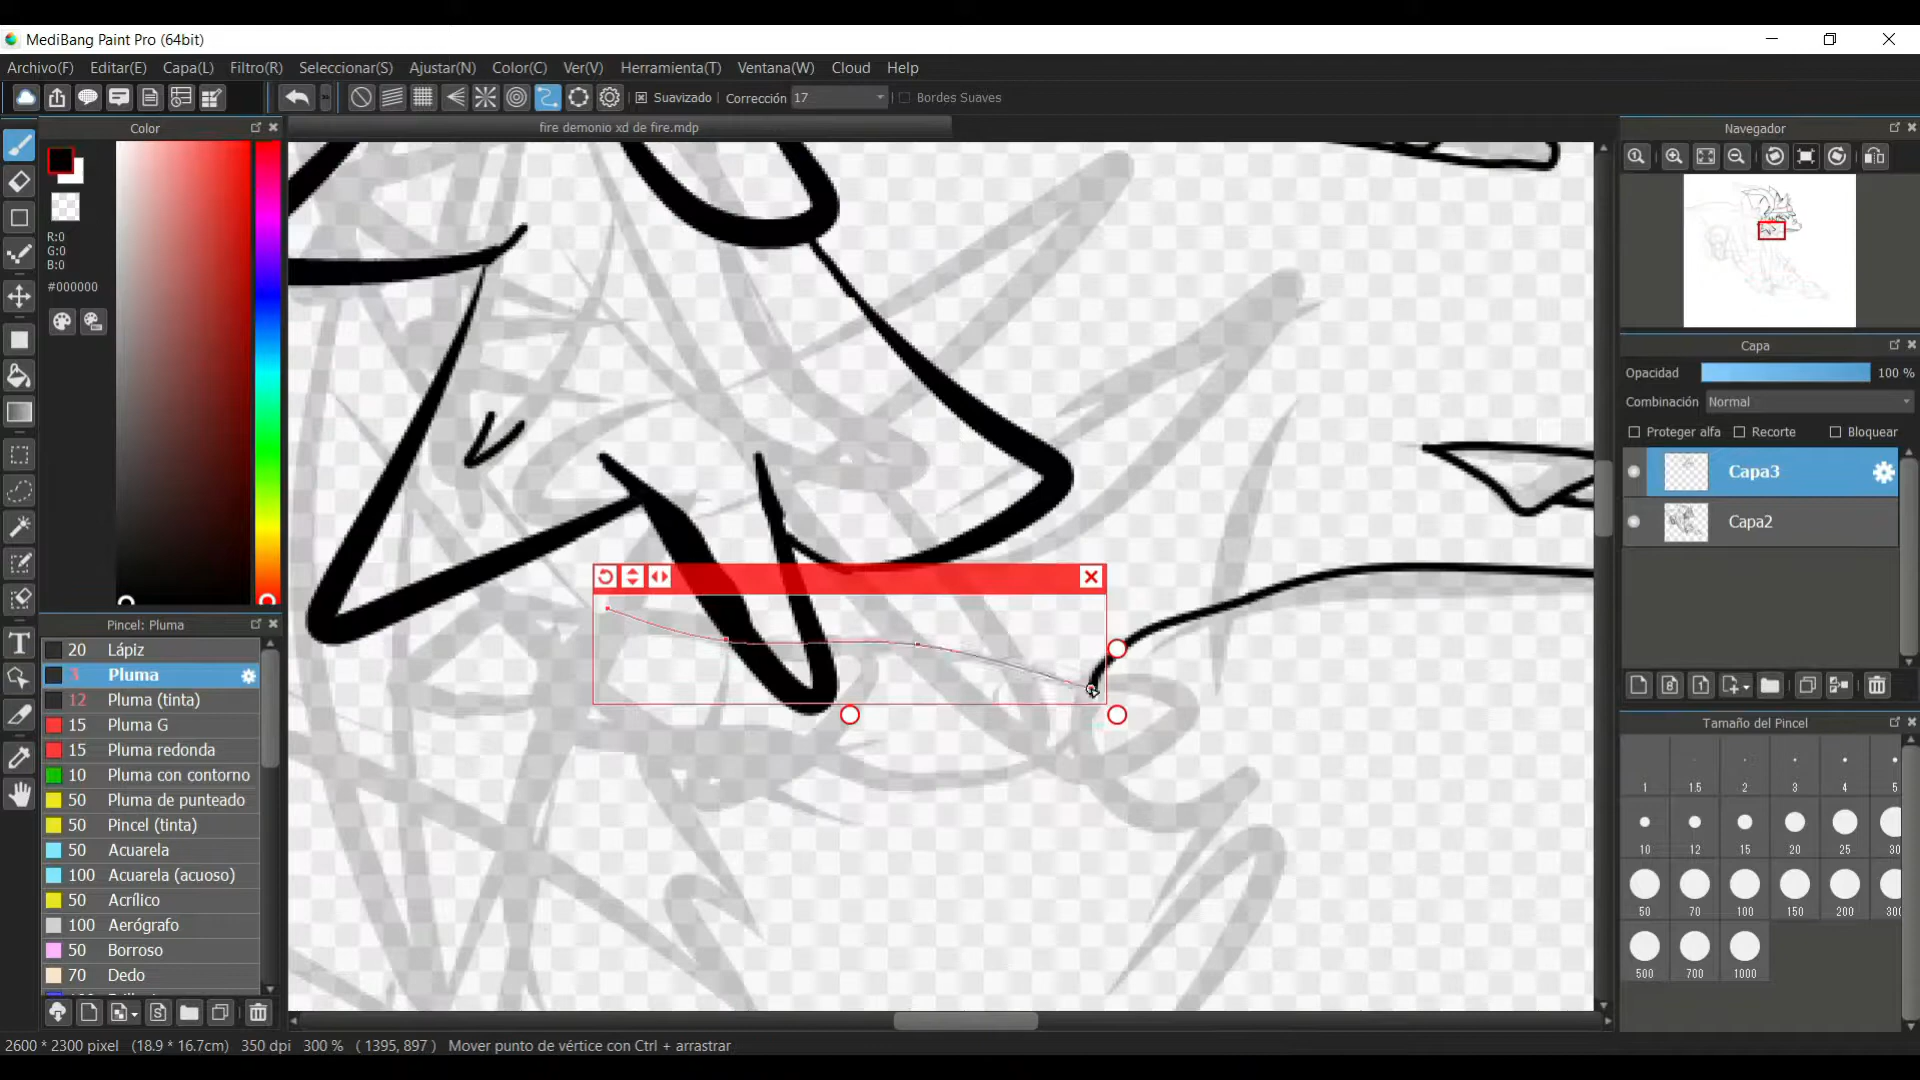 MediBang Paint Pro (64bit)
Archivo(F) Editar(E) Capa(L) Filtro(R) Seleccionar(S) Ajustar(N) Color(C) Ver(V) Herramienta(T) Ventana(W) Cloud Help
Suavizado Corrección 17 Bordes Suaves
Color
fire demonio xd de fire.mdp
Navegador
R:0
G:0
B:0
#000000
Capa
Opacidad 100 %
Combinación Normal
Proteger alfa Recorte Bloquear
Capa3
Capa2
Pincel: Pluma
20 Lápiz
Pluma
12 Pluma (tinta)
15 Pluma G
15 Pluma redonda
10 Pluma con contorno
50 Pluma de punteado
50 Pincel (tinta)
50 Acuarela
100 Acuarela (acuoso)
50 Acrílico
100 Aerógrafo
50 Borroso
70 Dedo
Tamaño del Pincel
1 1.5 2 3 4 5
10 12 15 20 25 30
50 70 100 150 200 300
500 700 1000
2600 * 2300 pixel (18.9 * 16.7cm) 350 dpi 300 % ( 1395, 897 ) Mover punto de vértice con Ctrl + arrastrar